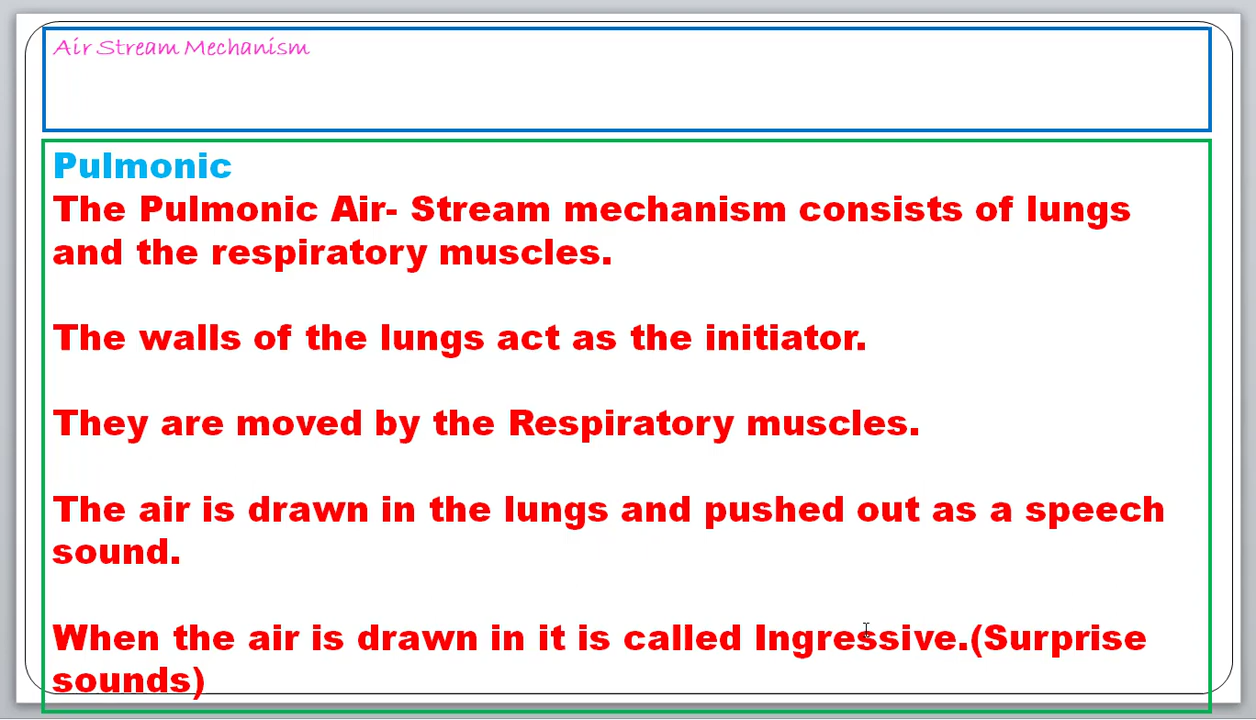 Air Stream Mechanism
Pulmonic
The Pulmonic Air- Stream mechanism consists of lungs
and the respiratory muscles.
The walls of the lungs act as the initiator.
They are moved by the Respiratory muscles.
The air is drawn in the lungs and pushed out as a speech
sound.
When the air is drawn in it is called Ingressive.(Surprise
sounds)